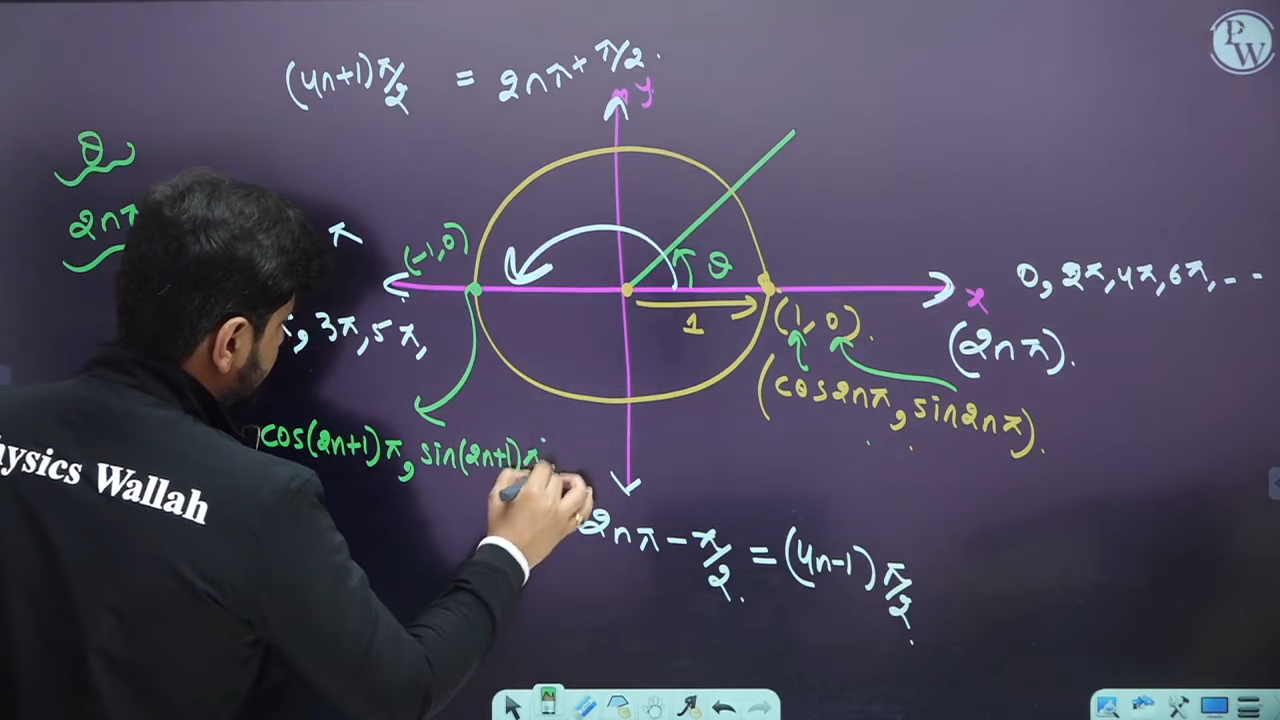 PW
(4n+1)π/2 = 2nπ + π/2.
y
θ
2nπ
π
(-1,0)
θ
0, 2π, 4π, 6π, ...
x
3π, 5π,
1
(1, 0).
(2nπ).
(cos2nπ, sin2nπ).
cos(2n+1)π, sin(2n+1)π
ysics Wallah
2nπ - π/2 = (4n-1)π/2.